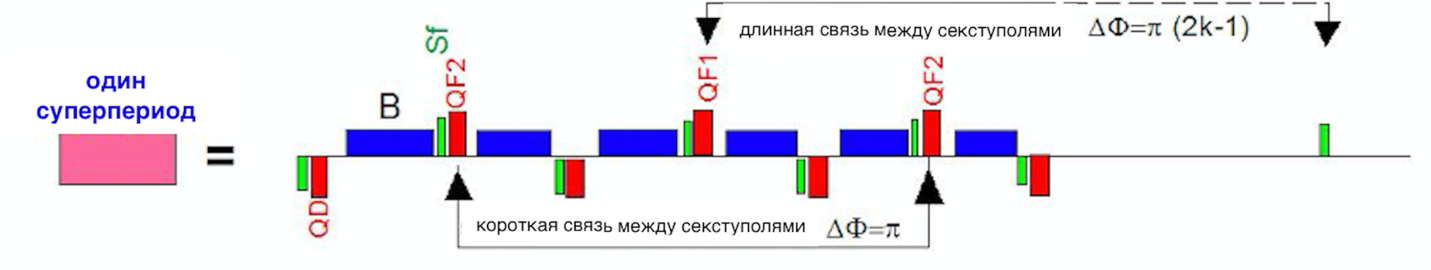 длинная связь между секступолями ΔΦ=π (2k-1)
Sf
QF2
QF1
QF2
один
суперпериод
B
=
QD
короткая связь между секступолями ΔΦ=π